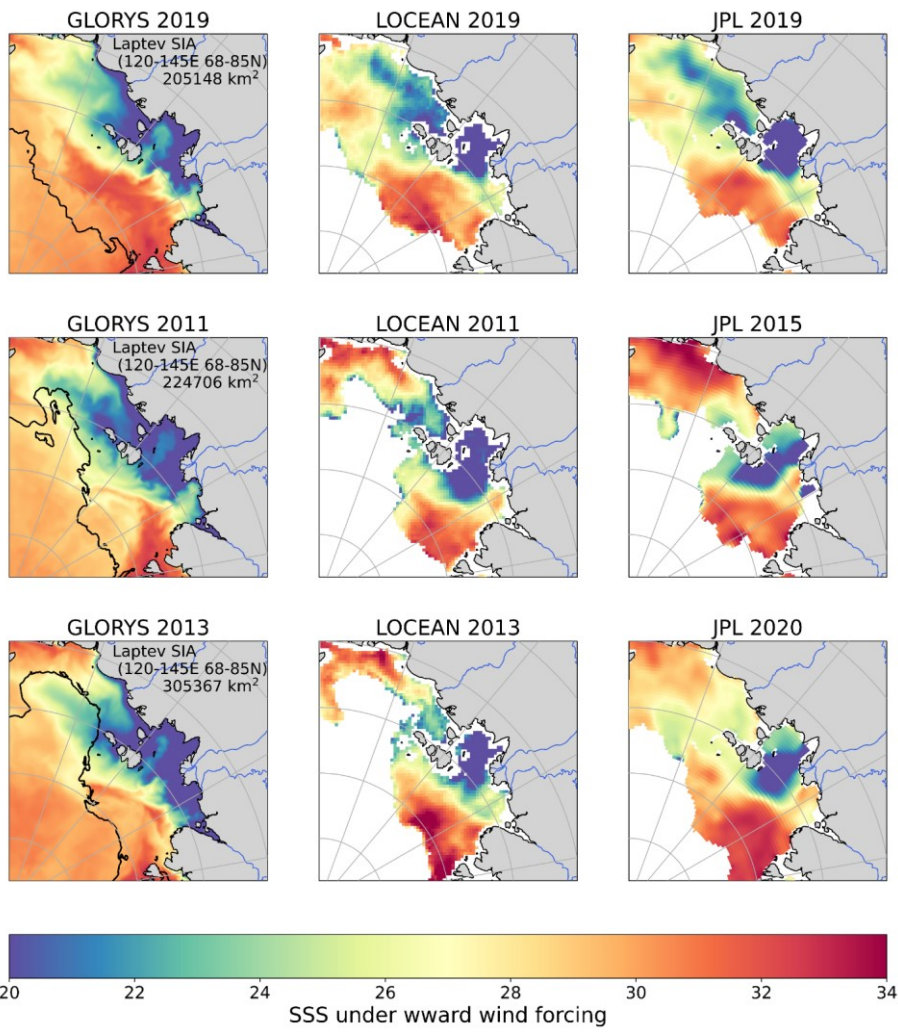 GLORYS 2019
LOCEAN 2019
JPL 2019
Laptev SIA
(120-145E 68-85N)
205148 km²
GLORYS 2011
LOCEAN 2011
JPL 2015
Laptev SIA
(120-145E 68-85N)
224706 km²
GLORYS 2013
LOCEAN 2013
JPL 2020
Laptev SIA
(120-145E 68-85N)
305367 km²
20 22 24 26 28 30 32 34
SSS under wward wind forcing